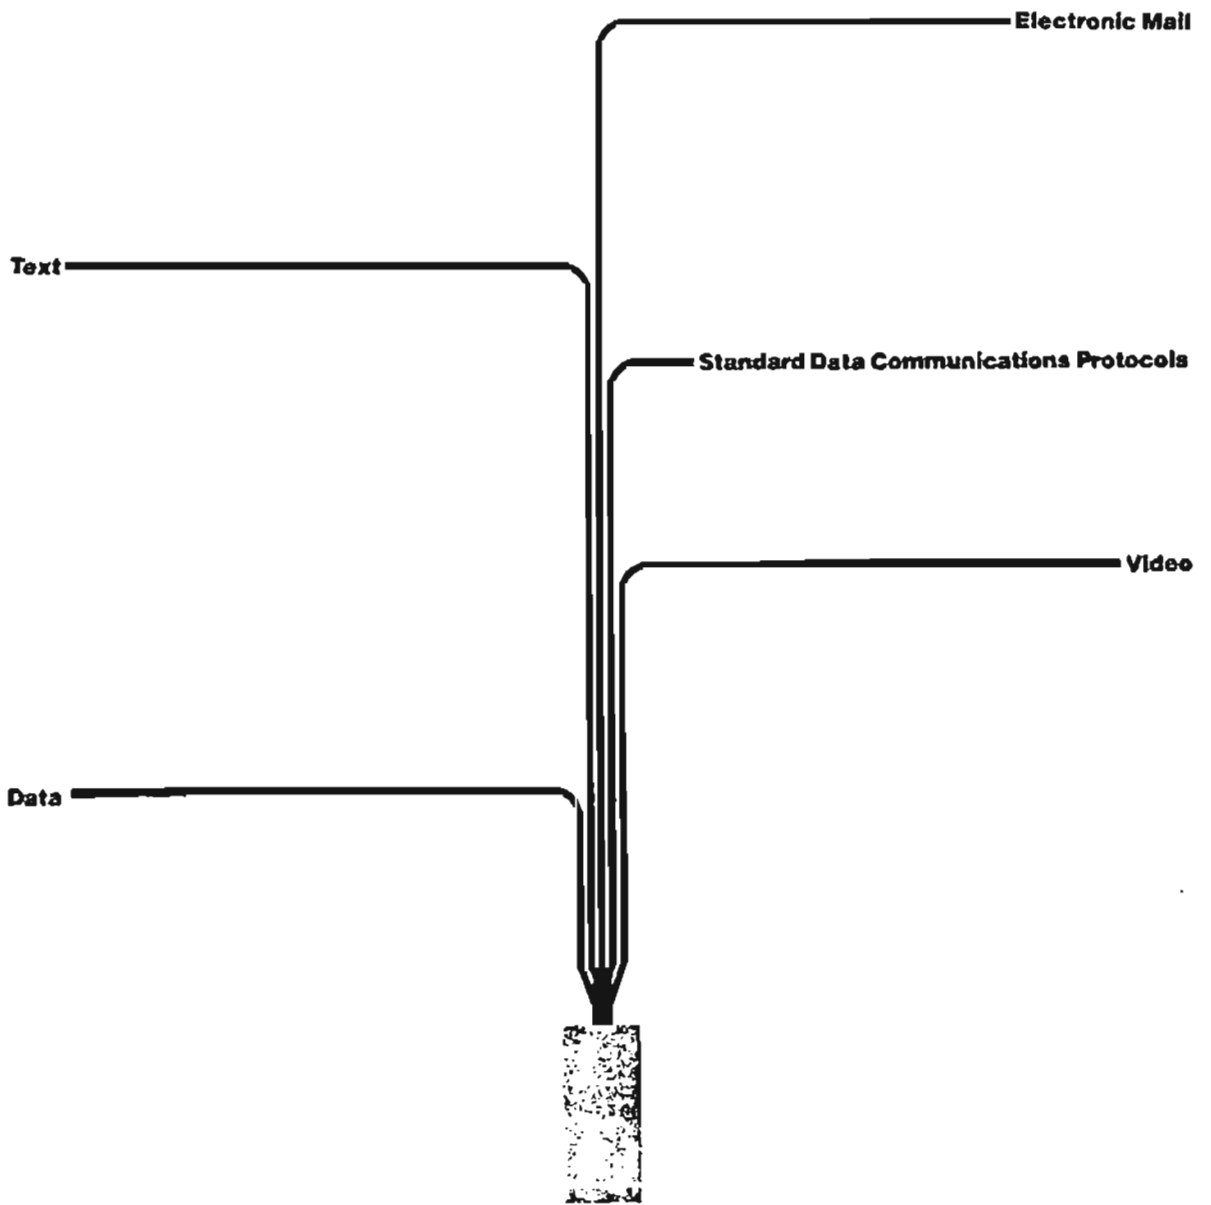 Electronic Mail
Text
Standard Data Communications Protocols
Video
Data